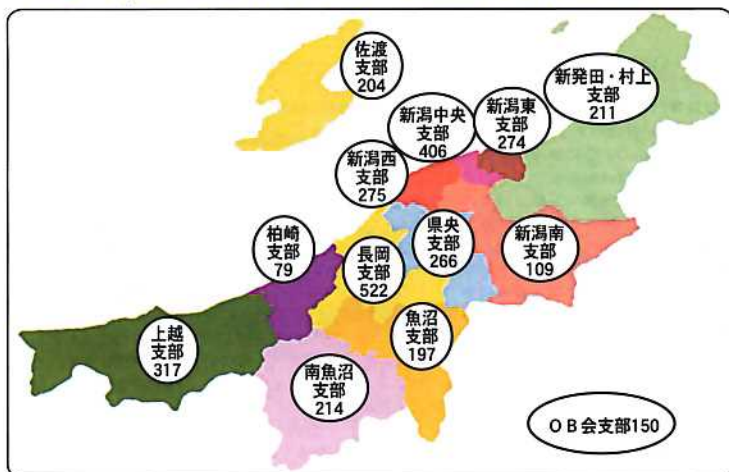 佐渡
支部
204
新発田・村上
支部
211
新潟東
支部
274
新潟中央
支部
406
新潟西
支部
275
県央
支部
266
新潟南
支部
109
柏崎
支部
79
長岡
支部
522
魚沼
支部
197
上越
支部
317
南魚沼
支部
214
ＯＢ会支部150